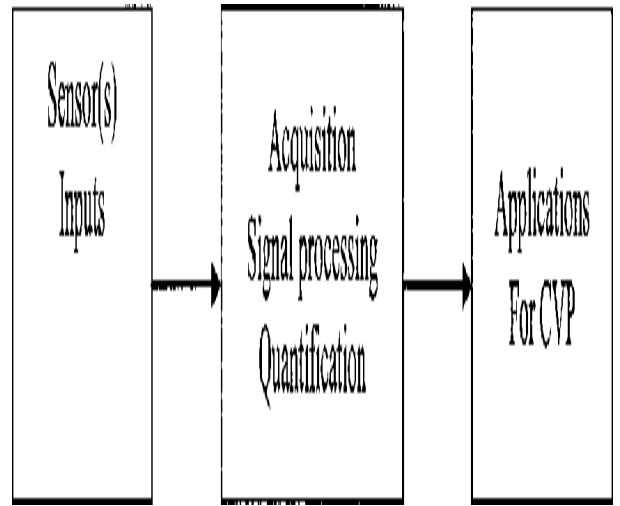 Sensor(s)
Inputs
Acquisition
Signal processing
Quantification
Applications
For CVP